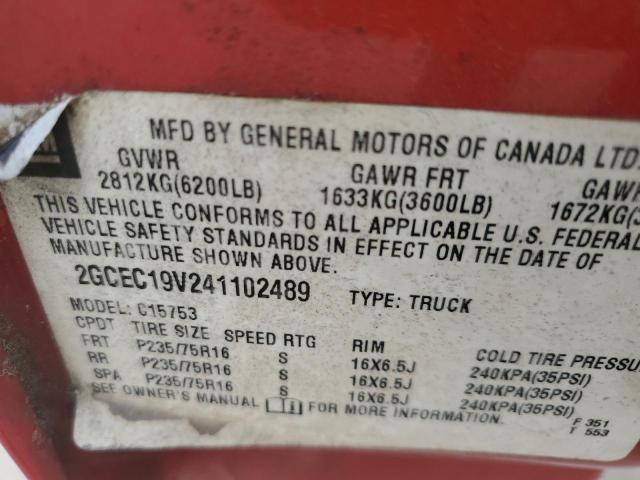 M
MFD BY GENERAL MOTORS OF CANADA LTD.
GVWR GAWR FRT GAWR
2812KG(6200LB) 1633KG(3600LB) 1672KG(3
THIS VEHICLE CONFORMS TO ALL APPLICABLE U.S. FEDERAL
VEHICLE SAFETY STANDARDS IN EFFECT ON THE DATE OF
MANUFACTURE SHOWN ABOVE.
2GCEC19V241102489 TYPE: TRUCK
MODEL: C15753
CPDT TIRE SIZE SPEED RTG RIM COLD TIRE PRESSU
FRT P235/75R16 S 16X6.5J 240KPA(35PSI)
RR P235/75R16 S 16X6.5J 240KPA(35PSI)
SPA P235/75R16 S 16X6.5J 240KPA(35PSI)
SEE OWNER'S MANUAL FOR MORE INFORMATION.
F 351
T 553